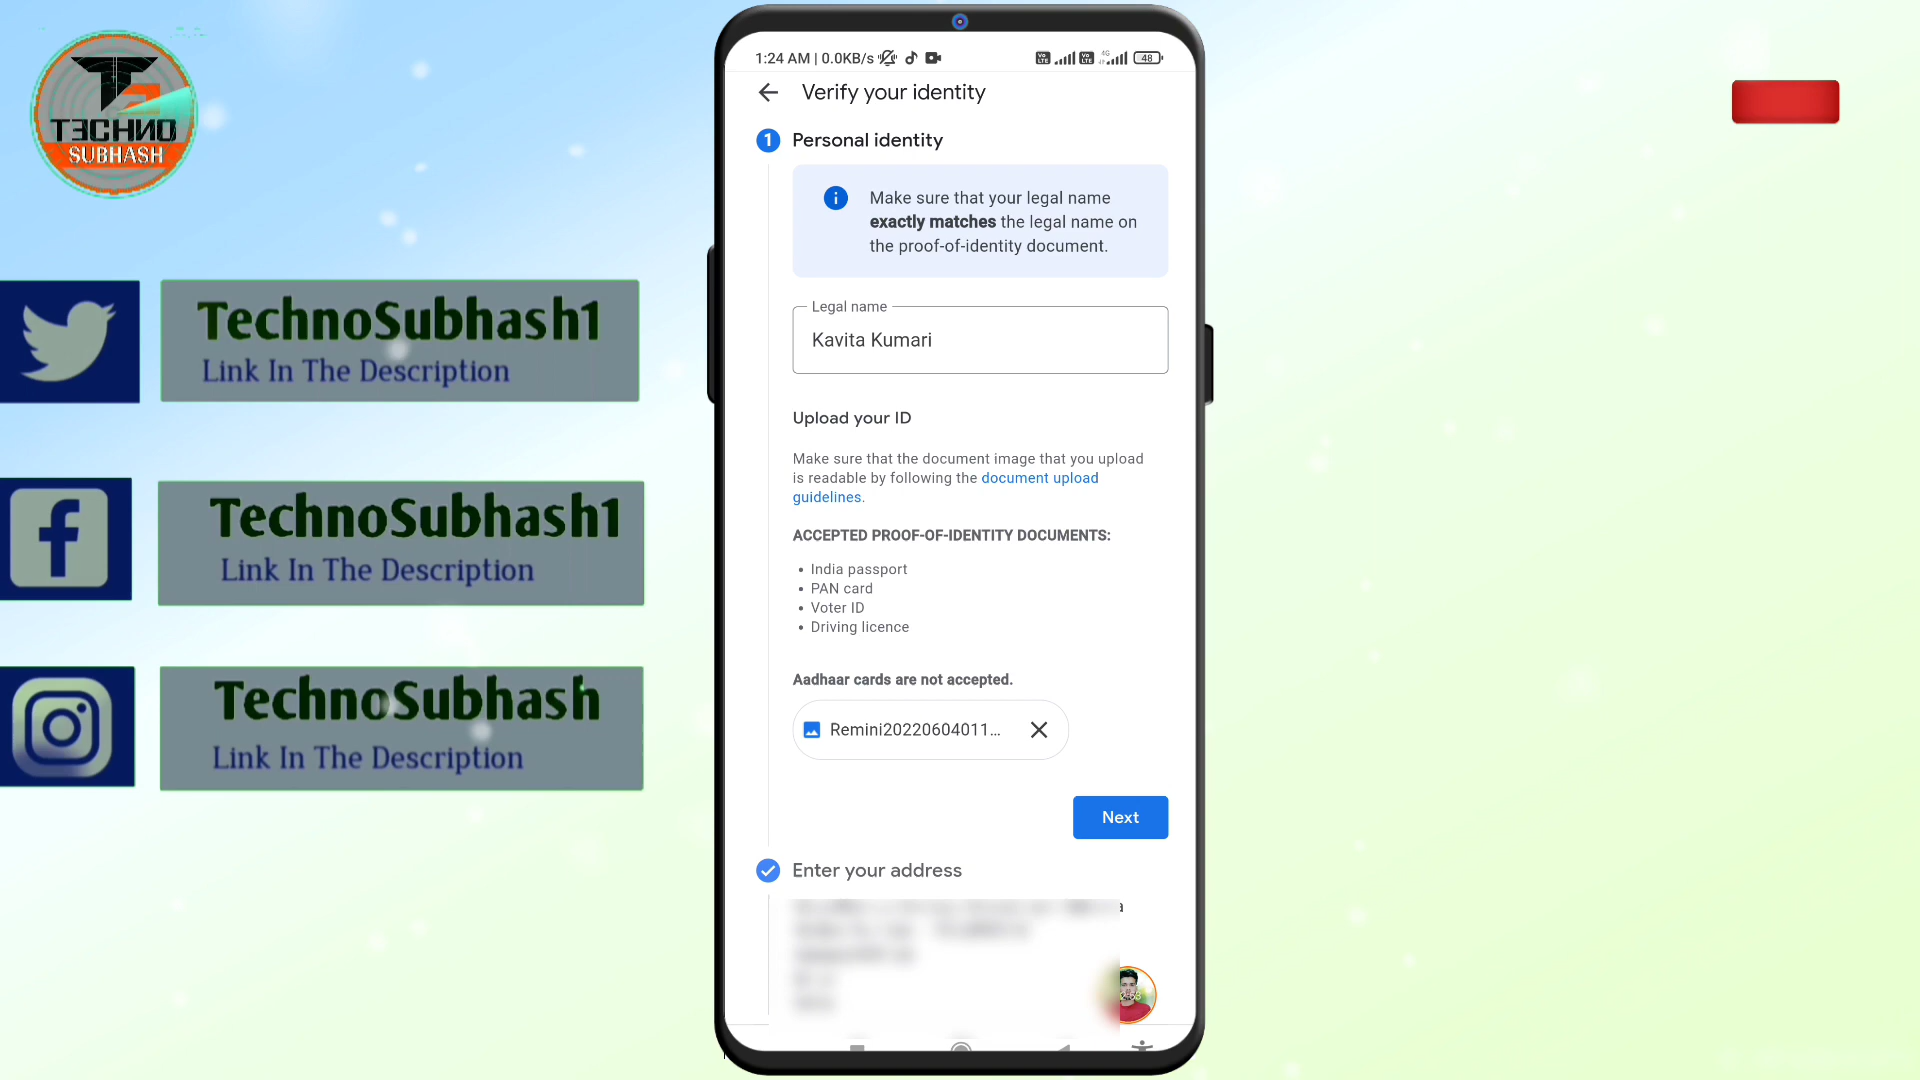 TECHNO
SUBHASH
TechnoSubhash1
Link In The Description
TechnoSubhash1
Link In The Description
TechnoSubhash
Link In The Description
1:24 AM | 0.0KB/s
4G
48
Verify your identity
1 Personal identity
Make sure that your legal name
exactly matches the legal name on
the proof-of-identity document.
Legal name
Kavita Kumari
Upload your ID
Make sure that the document image that you upload
is readable by following the document upload
guidelines.
ACCEPTED PROOF-OF-IDENTITY DOCUMENTS:
• India passport
• PAN card
• Voter ID
• Driving licence
Aadhaar cards are not accepted.
Remini20220604011...
Next
Enter your address
a